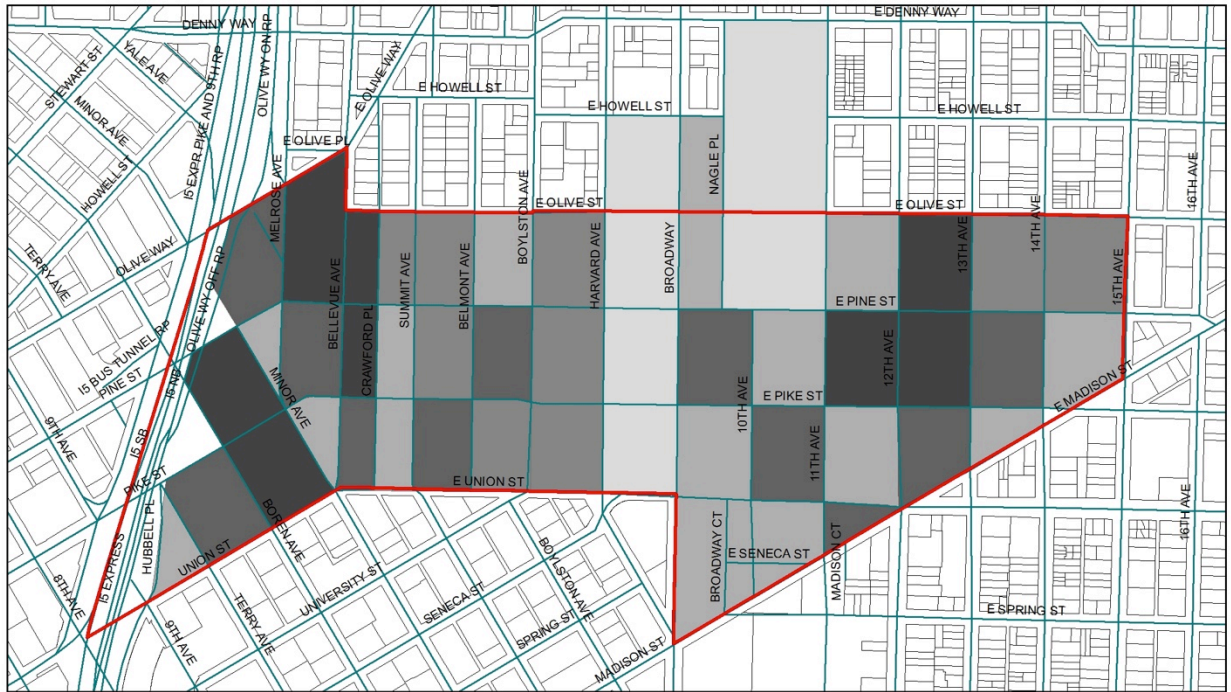 DENNY WAY
E DENNY WAY
STEWART ST
YALE AVE
MINOR AVE
HOWELL ST
I5 EXPR PIKE AND 9TH RP
OLIVE WY ON RP
E OLIVE WAY
E HOWELL ST
E HOWELL ST
E HOWELL ST
E OLIVE PL
MELROSE AVE
BOYLSTON AVE
NAGLE PL
16TH AVE
E OLIVE ST
E OLIVE ST
TERRY AVE
OLIVE WAY
OLIVE WY OFF RP
BELLEVUE AVE
CRAWFORD PL
SUMMIT AVE
BELMONT AVE
HARVARD AVE
BROADWAY
13TH AVE
14TH AVE
15TH AVE
E PINE ST
I5 BUS TUNNEL RP
PINE ST
I5 NB
MINOR AVE
12TH AVE
E PIKE ST
10TH AVE
E MADISON ST
9TH AVE
I5 SB
11TH AVE
PIKE ST
E UNION ST
HUBBELL PL
BOREN AVE
16TH AVE
I5 EXPRESS
UNION ST
8TH AVE
9TH AVE
TERRY AVE
UNIVERSITY ST
SENECA ST
BOYLSTON AVE
SPRING ST
MADISON ST
BROADWAY CT
E SENECA ST
MADISON CT
E SPRING ST